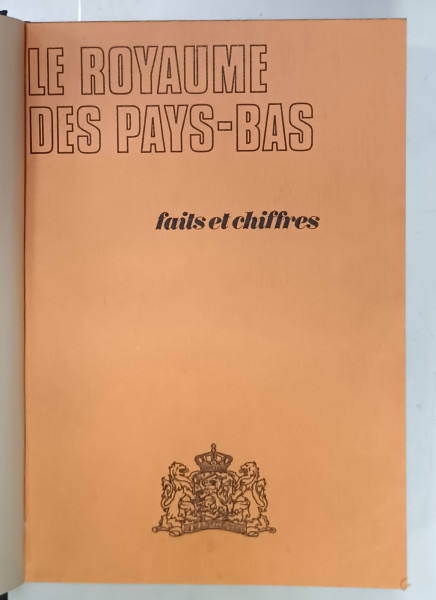 LE ROYAUME
DES PAYS-BAS
faits et chiffres